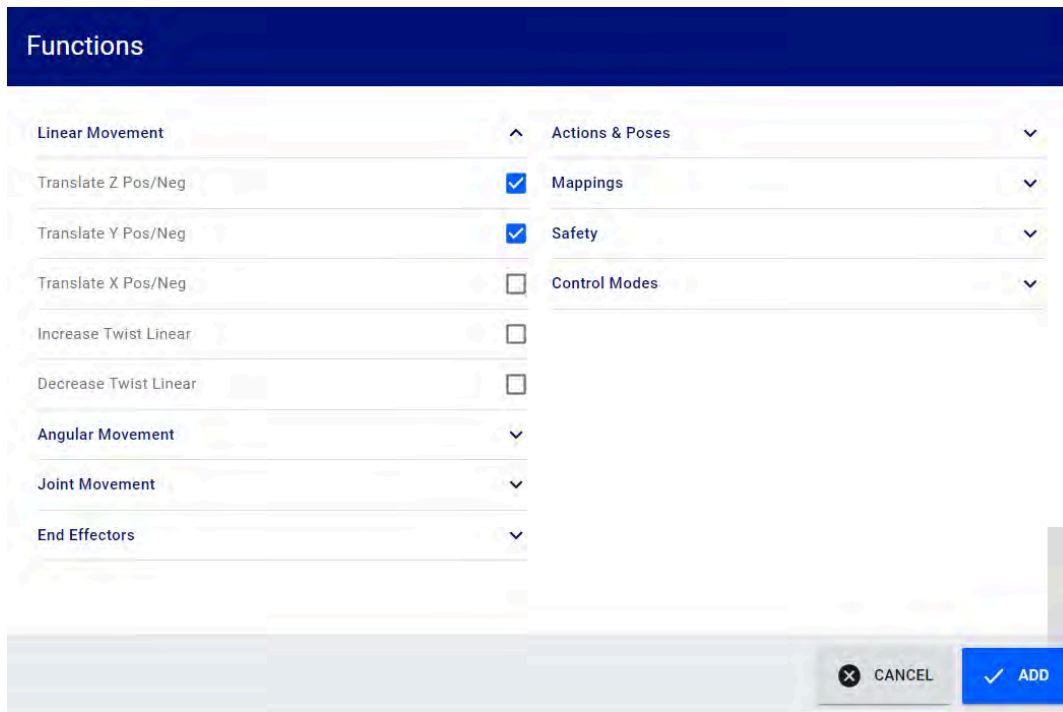 Functions
Linear Movement
Translate Z Pos/Neg
Translate Y Pos/Neg
Translate X Pos/Neg
Increase Twist Linear
Decrease Twist Linear
Angular Movement
Joint Movement
End Effectors
Actions & Poses
Mappings
Safety
Control Modes
CANCEL
ADD